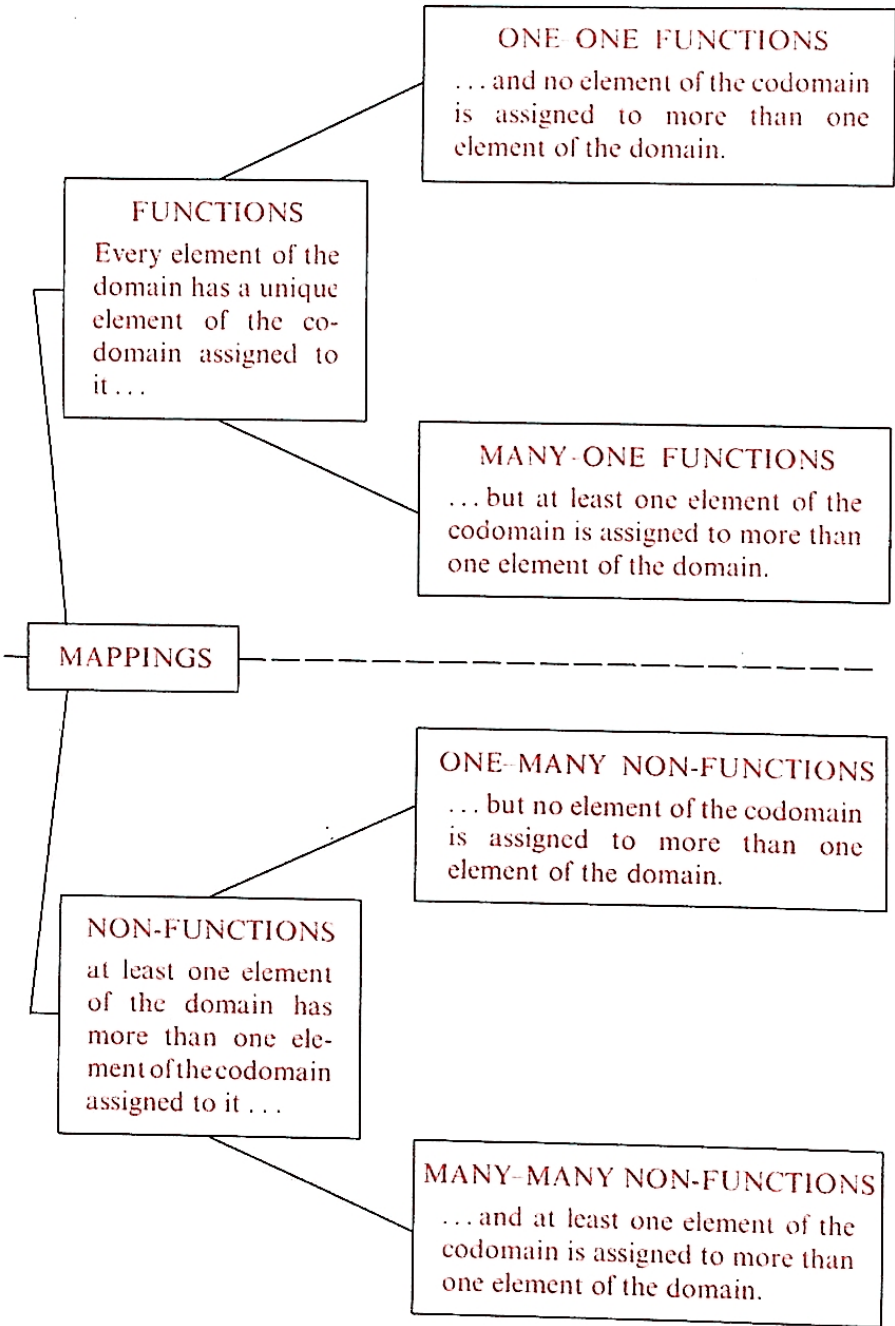 ONE-ONE FUNCTIONS
...and no element of the codomain
is assigned to more than one
element of the domain.
FUNCTIONS
Every element of the
domain has a unique
element of the co-
domain assigned to
it...
MANY-ONE FUNCTIONS
...but at least one element of the
codomain is assigned to more than
one element of the domain.
MAPPINGS
ONE-MANY NON-FUNCTIONS
...but no element of the codomain
is assigned to more than one
element of the domain.
NON-FUNCTIONS
at least one element
of the domain has
more than one ele-
ment of the codomain
assigned to it...
MANY-MANY NON-FUNCTIONS
...and at least one element of the
codomain is assigned to more than
one element of the domain.